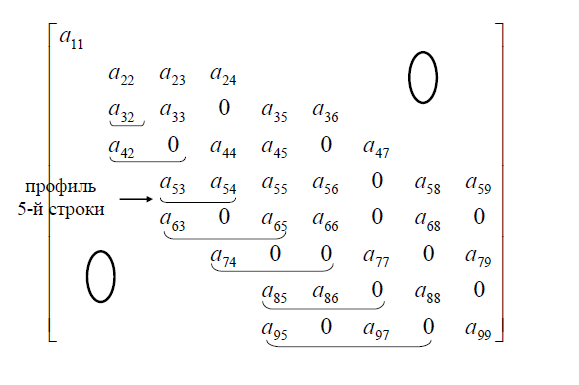 a11
a22 a23 a24 0
a32 a33 0 a35 a36
a42 0 a44 a45 0 a47
профиль
5-й строки
a53 a54 a55 a56 0 a58 a59
a63 0 a65 a66 0 a68 0
0 a74 0 0 a77 0 a79
a85 a86 0 a88 0
a95 0 a97 0 a99